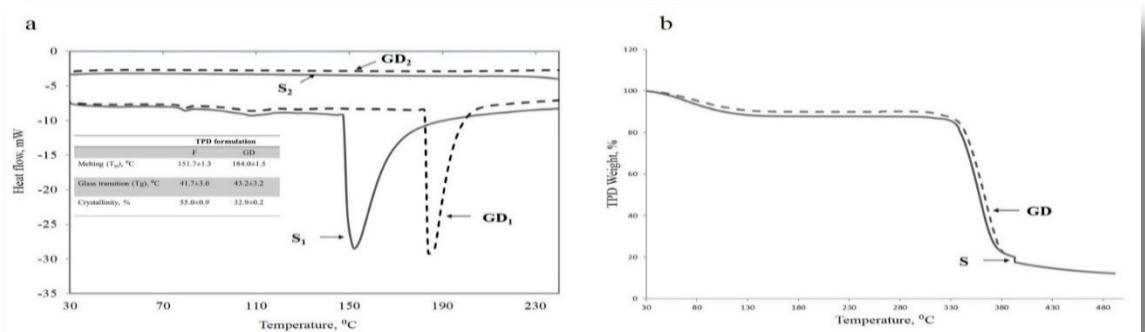 a
b
0
-5
-10
-15
-20
-25
-30
-35
Heat flow, mW
GD₂
S₂
TPD formulation
F GD
Melting (Tₘ), ⁰C 151.7±1.3 184.0±1.5
Glass transition (Tg), ⁰C 41.7±3.0 43.2±3.2
Crystallinity, % 55.0±0.9 32.9±0.2
S₁
GD₁
30 70 110 150 190 230
Temperature, ⁰C
120
100
80
60
40
20
0
TPD Weight, %
GD
S
30 80 130 180 230 280 330 380 430 480
Temperature, ⁰C